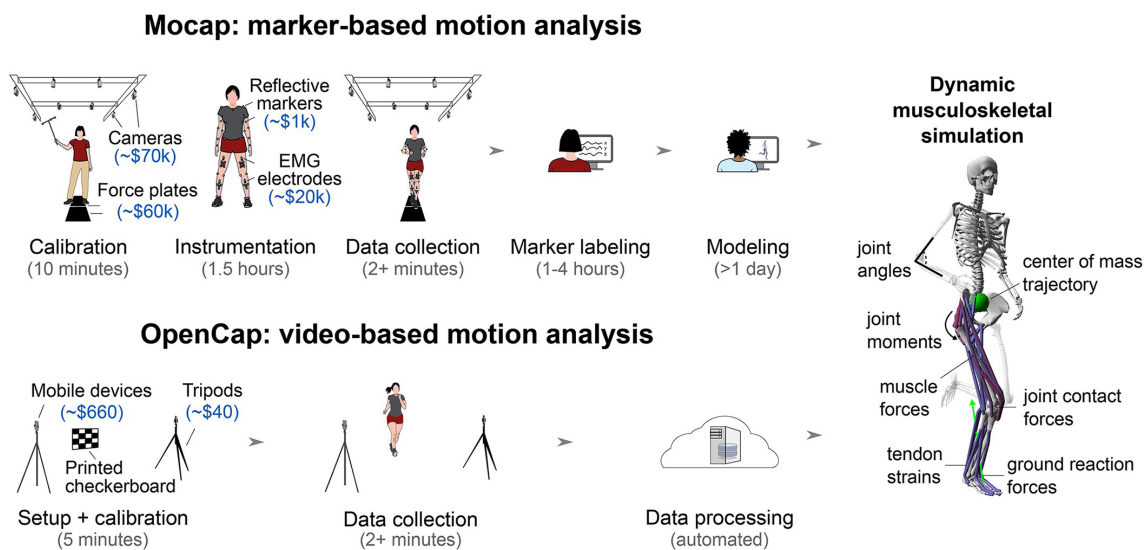 Mocap: marker-based motion analysis
Cameras
(~$70k)
Force plates
(~$60k)
Calibration
(10 minutes)
Reflective
markers
(~$1k)
EMG
electrodes
(~$20k)
Instrumentation
(1.5 hours)
Data collection
(2+ minutes)
x
y
z
Marker labeling
(1-4 hours)
Modeling
(>1 day)
OpenCap: video-based motion analysis
Mobile devices
(~$660)
Tripods
(~$40)
Printed
checkerboard
Setup + calibration
(5 minutes)
Data collection
(2+ minutes)
Data processing
(automated)
Dynamic
musculoskeletal
simulation
joint
angles
center of mass
trajectory
joint
moments
muscle
forces
joint contact
forces
tendon
strains
ground reaction
forces